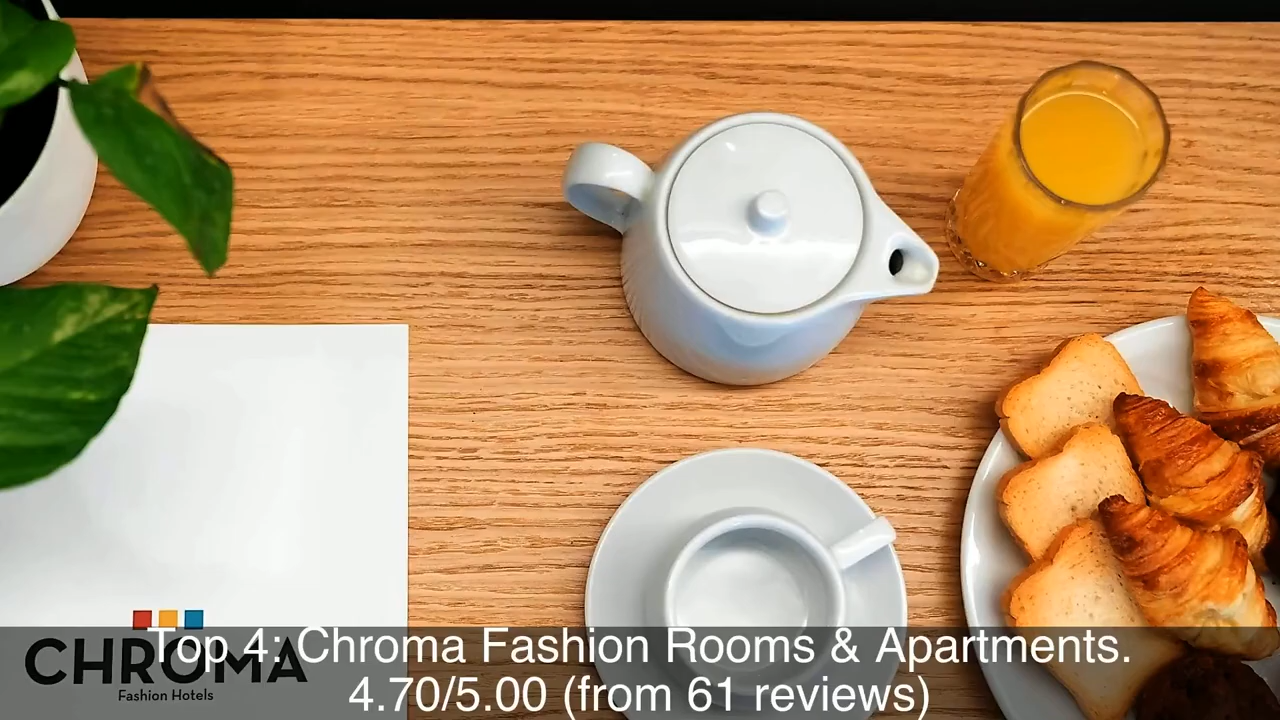 CHROMA
Fashion Hotels
Top 4: Chroma Fashion Rooms & Apartments.
4.70/5.00 (from 61 reviews)